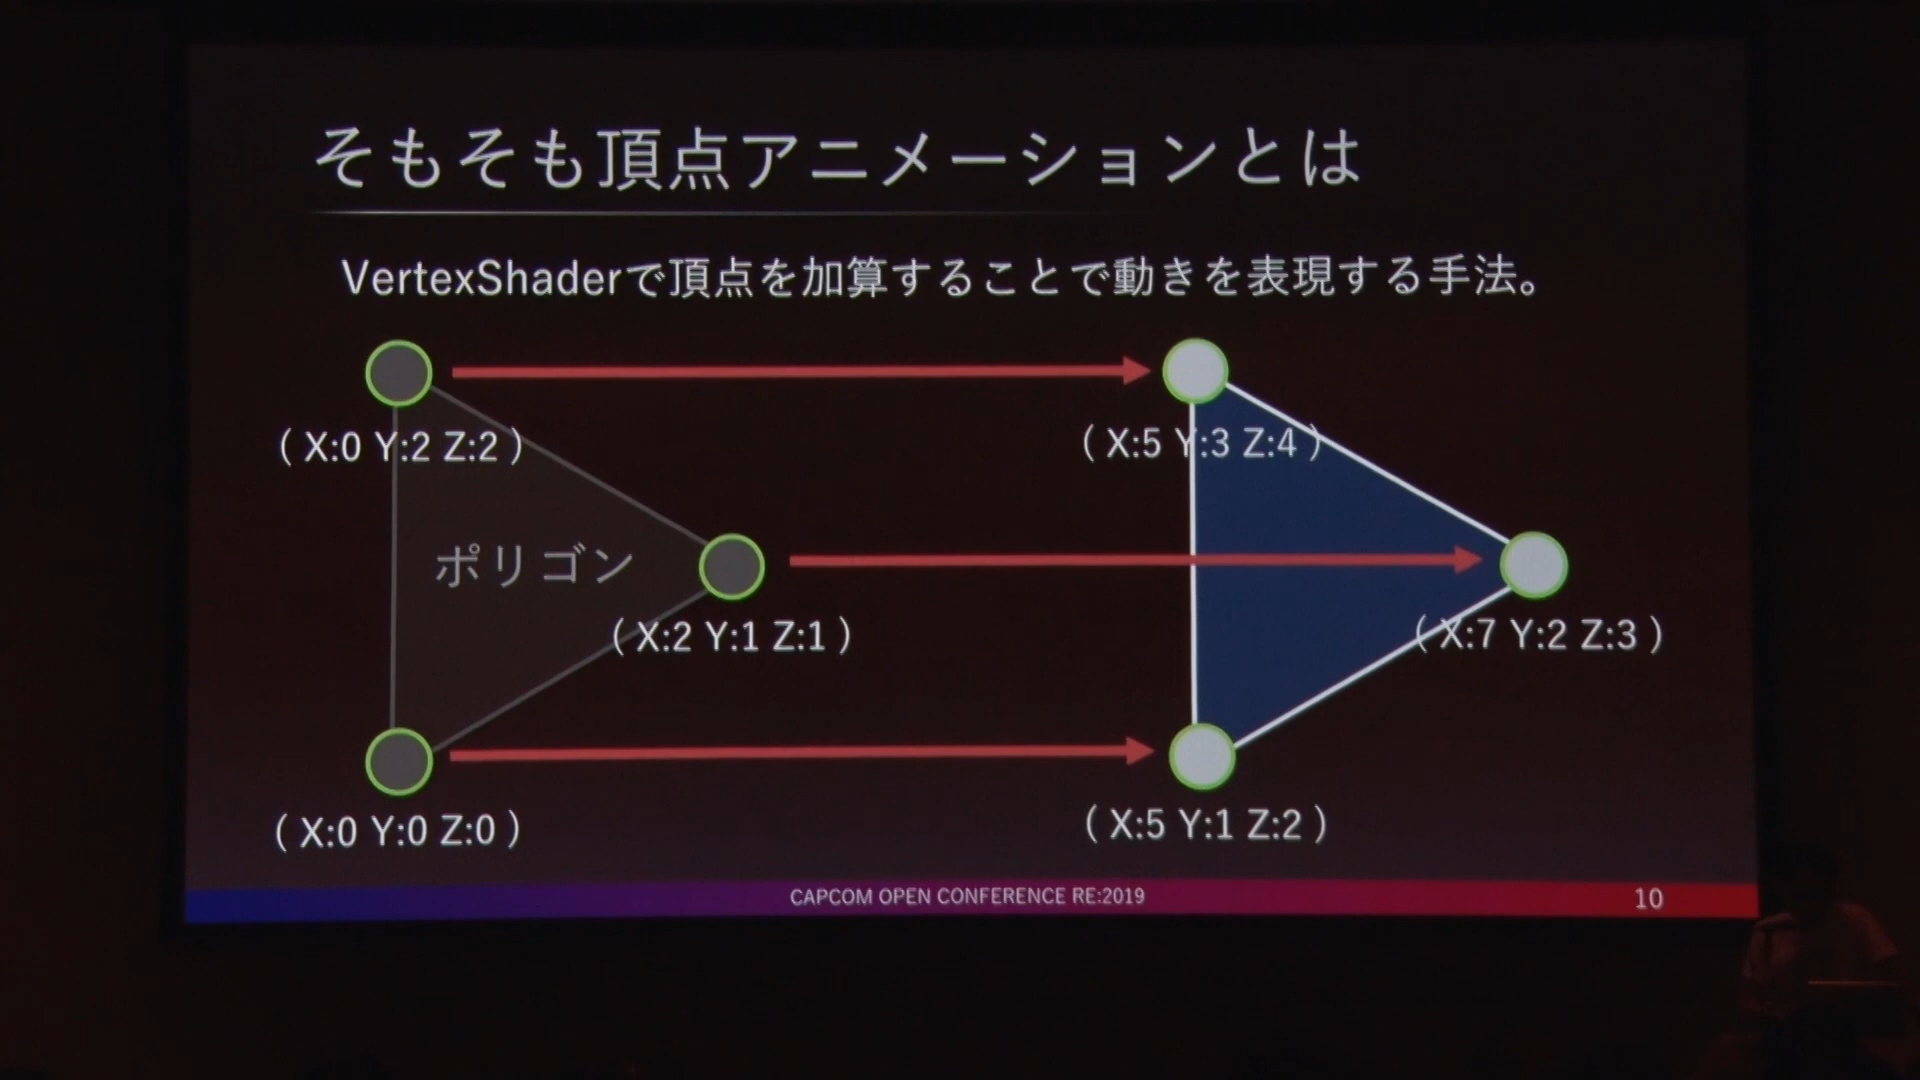 そもそも頂点アニメーションとは
VertexShaderで頂点を加算することで動きを表現する手法。
( X:0 Y:2 Z:2 )
( X:5 Y:3 Z:4 )
ポリゴン
( X:2 Y:1 Z:1 )
( X:7 Y:2 Z:3 )
( X:0 Y:0 Z:0 )
( X:5 Y:1 Z:2 )
CAPCOM OPEN CONFERENCE RE:2019
10